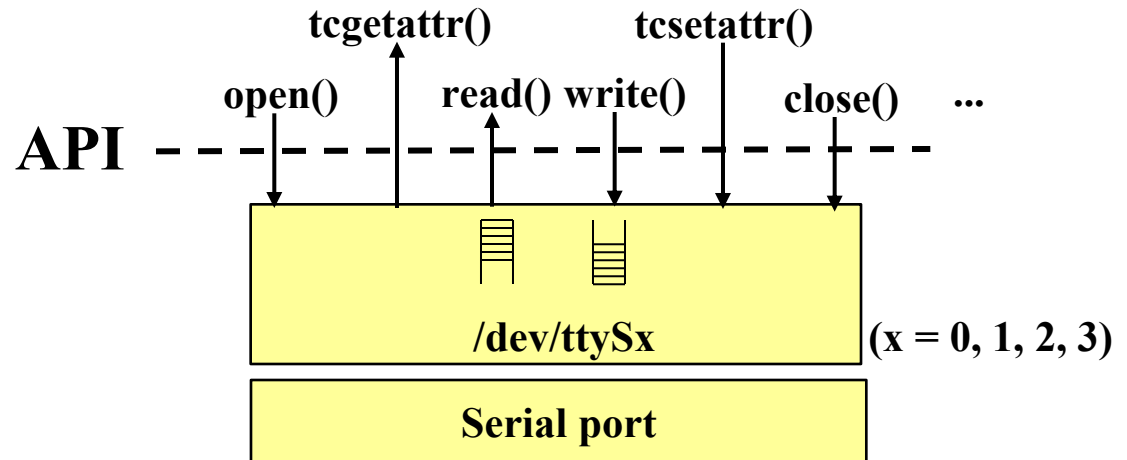 tcgetattr() tcsetattr()
open() read() write() close() ...
API
/dev/ttySx (x = 0, 1, 2, 3)
Serial port